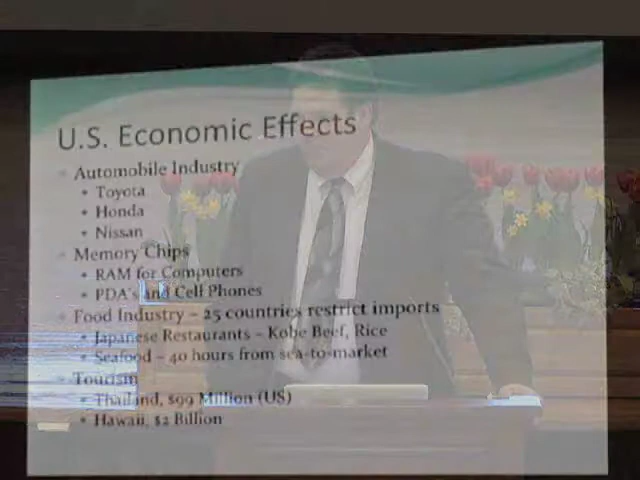 U.S. Economic Effects
Automobile Industry
• Toyota
• Honda
• Nissan
Memory Chips
• RAM for Computers
• PDA's and Cell Phones
Food Industry – 25 countries restrict imports
• Japanese Restaurants – Kobe Beef, Rice
• Seafood – 40 hours from sea-to-market
Tourism
• Thailand, $99 Million (US)
• Hawaii, $2 Billion